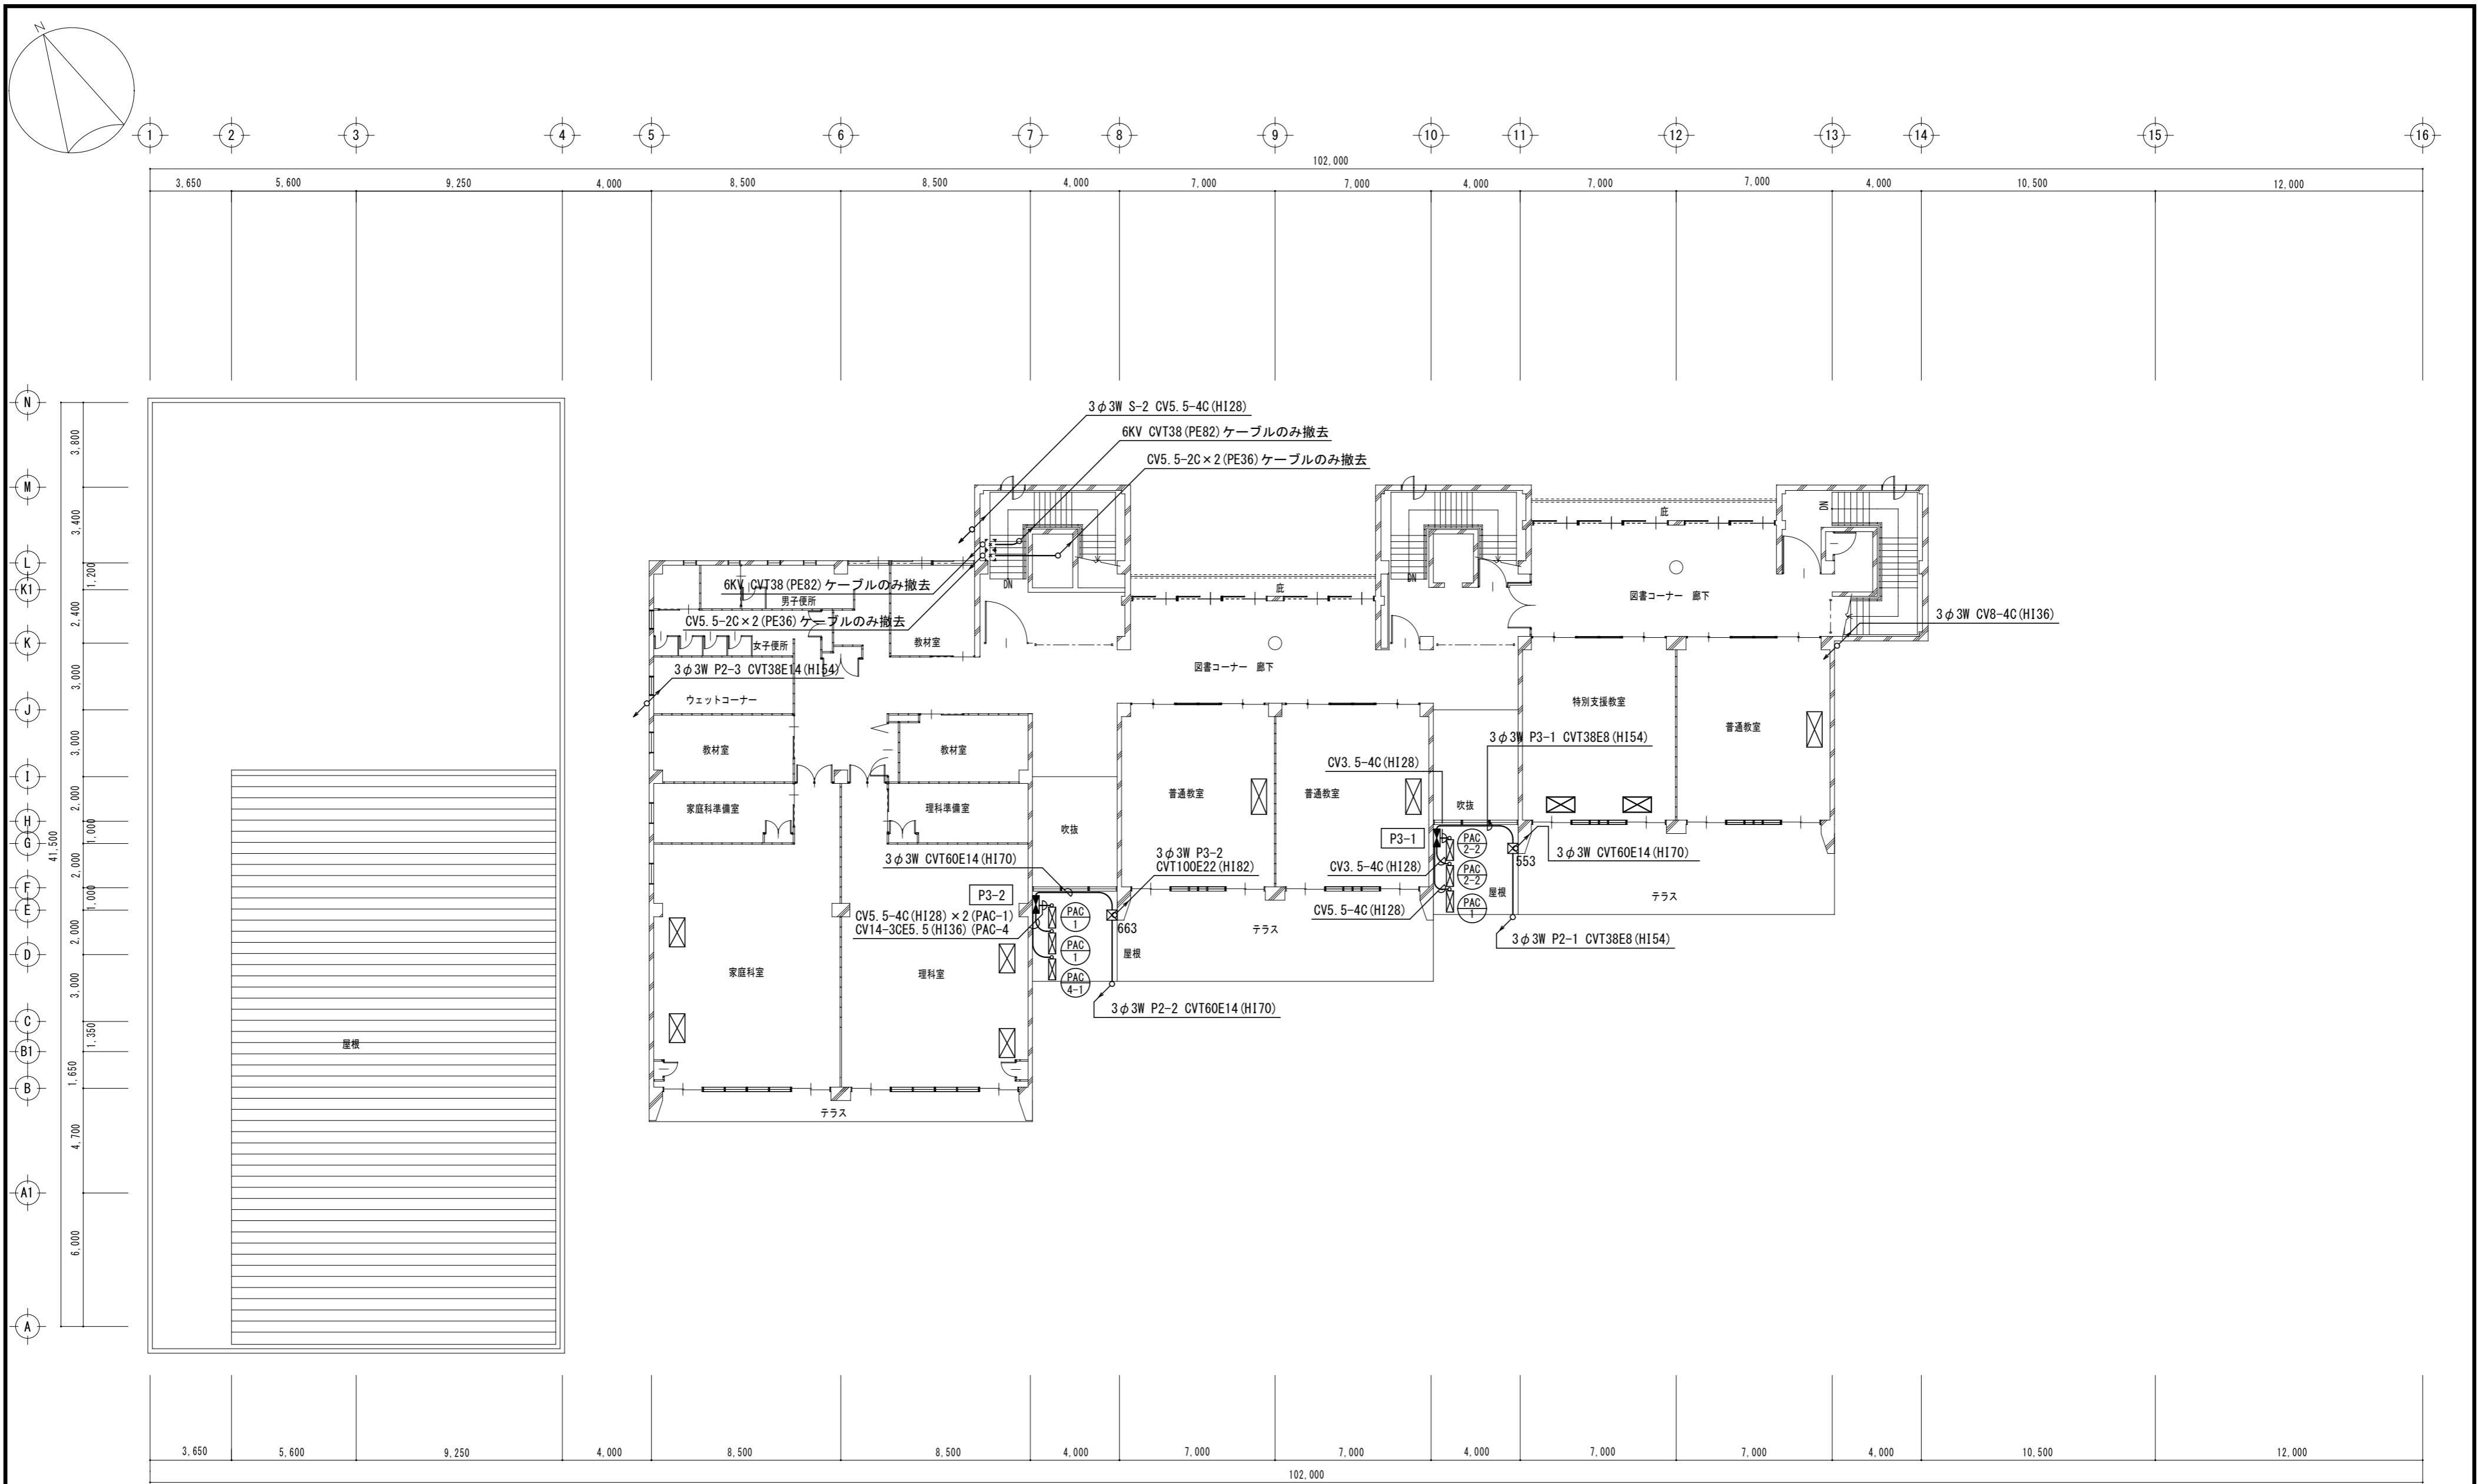 N
1 2 3 4 5 6 7 8 9 10 11 12 13 14 15 16
102,000
3,650 5,600 9,250 4,000 8,500 8,500 4,000 7,000 7,000 4,000 7,000 7,000 4,000 10,500 12,000
N
M
L
K1
K
J
I
H
G
F
E
D
C
B1
B
A1
A
3,800
3,400
1,200
2,400
3,000
3,000
2,000
1,000
41,500
2,000
1,000
2,000
3,000
1,350
1,650
4,700
6,000
3φ3W S-2 CV5.5-4C(HI28)
6KV CVT38(PE82)ケーブルのみ撤去
CV5.5-2C×2(PE36)ケーブルのみ撤去
庇
DN
DN
DN
6KV CVT38(PE82)ケーブルのみ撤去
男子便所
庇
図書コーナー 廊下
CV5.5-2C×2(PE36)ケーブルのみ撤去
3φ3W CV8-4C(HI36)
女子便所
教材室
3φ3W P2-3 CVT38E14(HI54)
図書コーナー 廊下
ウェットコーナー
特別支援教室
普通教室
教材室
教材室
3φ3W P3-1 CVT38E8(HI54)
CV3.5-4C(HI28)
普通教室
普通教室
吹抜
家庭科準備室
理科準備室
吹抜
P3-1
PAC
2-2
3φ3W CVT60E14(HI70)
3φ3W P3-2
CVT100E22(HI82)
CV3.5-4C(HI28)
553
3φ3W CVT60E14(HI70)
PAC
2-2
P3-2
屋根
テラス
CV5.5-4C(HI28)
PAC
1
CV5.5-4C(HI28)×2(PAC-1)
CV14-3CE5.5(HI36)(PAC-4
PAC
1
663
テラス
3φ3W P2-1 CVT38E8(HI54)
PAC
1
屋根
家庭科室
理科室
PAC
4-1
3φ3W P2-2 CVT60E14(HI70)
屋根
テラス
3,650 5,600 9,250 4,000 8,500 8,500 4,000 7,000 7,000 4,000 7,000 7,000 4,000 10,500 12,000
102,000